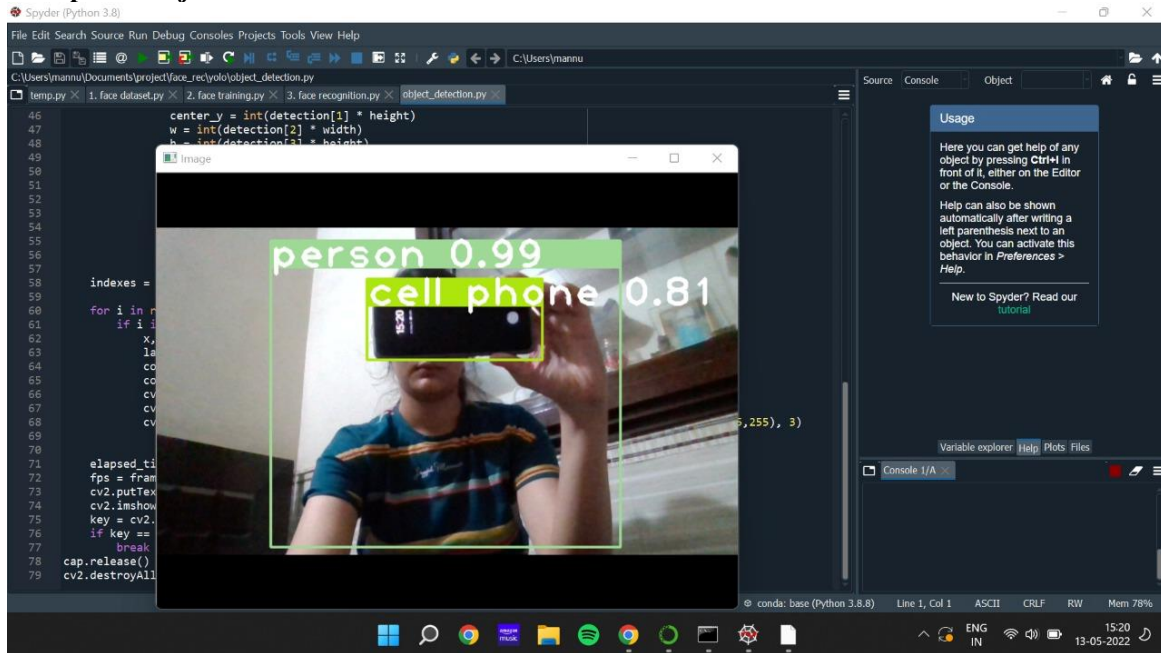 Spyder (Python 3.8)
File Edit Search Source Run Debug Consoles Projects Tools View Help
C:\Users\mannu
C:\Users\mannu\Documents\project\face_rec\yolo\object_detection.py
temp.py 1. face dataset.py 2. face training.py 3. face recognition.py object_detection.py
46 center_y = int(detection[1] * height)
47 w = int(detection[2] * width)
48 h = int(detection[3] * height)
49
50
51
52
53
54
55
56
57
58 indexes =
59
60 for i in r
61 if i i
62 x,
63 la
64 co
65 co
66 cv
67 cv
68 cv ,255), 3)
69
70
71 elapsed_ti
72 fps = fram
73 cv2.putTex
74 cv2.imshow
75 key = cv2.
76 if key ==
77 break
78 cap.release()
79 cv2.destroyAll
Image
person 0.99
cell phone 0.81
15:20
Source Console Object
Usage
Here you can get help of any
object by pressing Ctrl+I in
front of it, either on the Editor
or the Console.
Help can also be shown
automatically after writing a
left parenthesis next to an
object. You can activate this
behavior in Preferences >
Help.
New to Spyder? Read our
tutorial
Variable explorer Help Plots Files
Console 1/A
conda: base (Python 3.8.8) Line 1, Col 1 ASCII CRLF RW Mem 78%
amazon
music
ENG
IN
15:20
13-05-2022